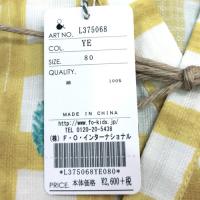 ART NO. L375068
COL. YE
SIZE. 80
QUALITY.
綿 100%
MADE IN CHINA
http://www.fo-kids.jp
TEL 0120-20-5438
(株)F・O・インターナショナル
*L375068YE080*
PRICE. 本体価格 ¥2,600+税